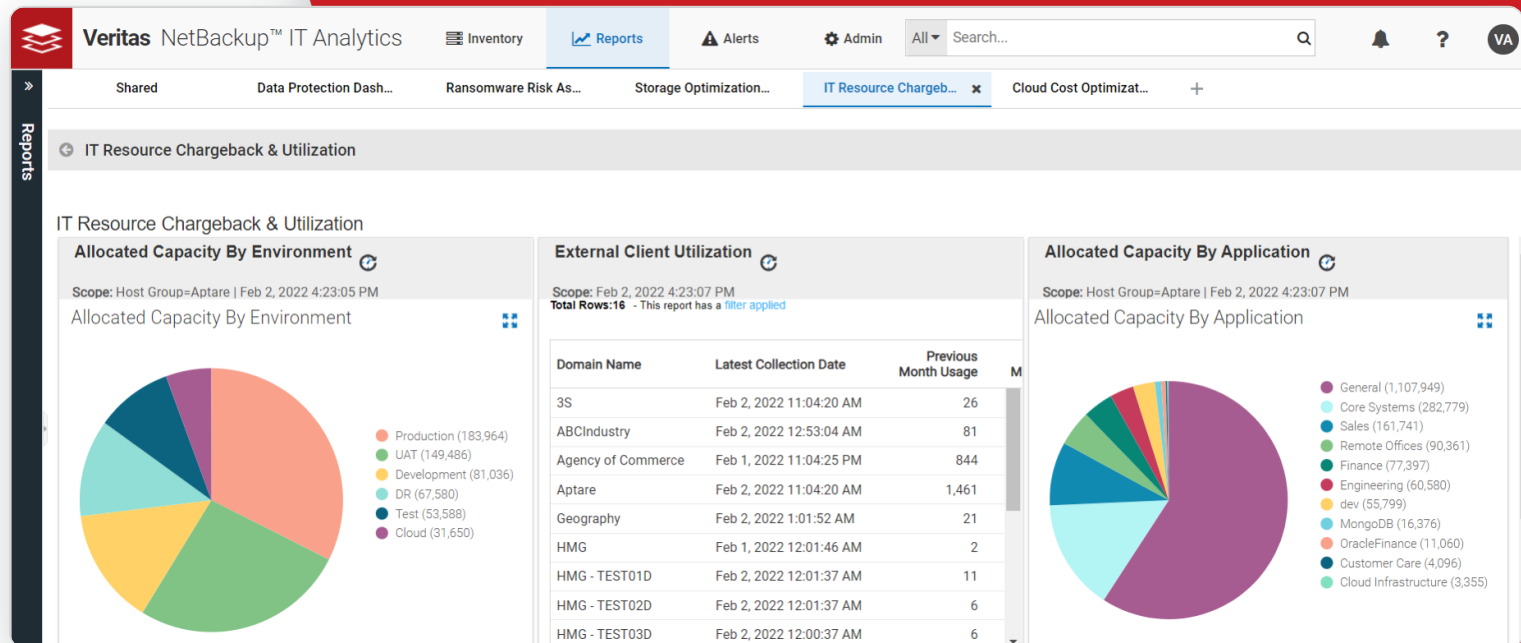 Veritas NetBackup™ IT Analytics
Inventory
Reports
Alerts
Admin
All
Search...
?
VA
»
Shared
Data Protection Dash...
Ransomware Risk As...
Storage Optimization...
IT Resource Chargeb...
Cloud Cost Optimizat...
+
Reports
IT Resource Chargeback & Utilization
IT Resource Chargeback & Utilization
Allocated Capacity By Environment
Scope: Host Group=Aptare | Feb 2, 2022 4:23:05 PM
Allocated Capacity By Environment
Production (183,964)
UAT (149,486)
Development (81,036)
DR (67,580)
Test (53,588)
Cloud (31,650)
External Client Utilization
Scope: Feb 2, 2022 4:23:07 PM
Total Rows:16 - This report has a filter applied
Domain Name Latest Collection Date Previous Month Usage M
3S Feb 2, 2022 11:04:20 AM 26
ABCIndustry Feb 2, 2022 12:53:04 AM 81
Agency of Commerce Feb 1, 2022 11:04:25 PM 844
Aptare Feb 2, 2022 11:04:20 AM 1,461
Geography Feb 2, 2022 1:01:52 AM 21
HMG Feb 1, 2022 12:01:46 AM 2
HMG - TEST01D Feb 2, 2022 12:01:37 AM 11
HMG - TEST02D Feb 2, 2022 12:01:37 AM 6
HMG - TEST03D Feb 2, 2022 12:00:37 AM 6
Allocated Capacity By Application
Scope: Host Group=Aptare | Feb 2, 2022 4:23:07 PM
Allocated Capacity By Application
General (1,107,949)
Core Systems (282,779)
Sales (161,741)
Remote Offices (90,361)
Finance (77,397)
Engineering (60,580)
dev (55,799)
MongoDB (16,376)
OracleFinance (11,060)
Customer Care (4,096)
Cloud Infrastructure (3,355)